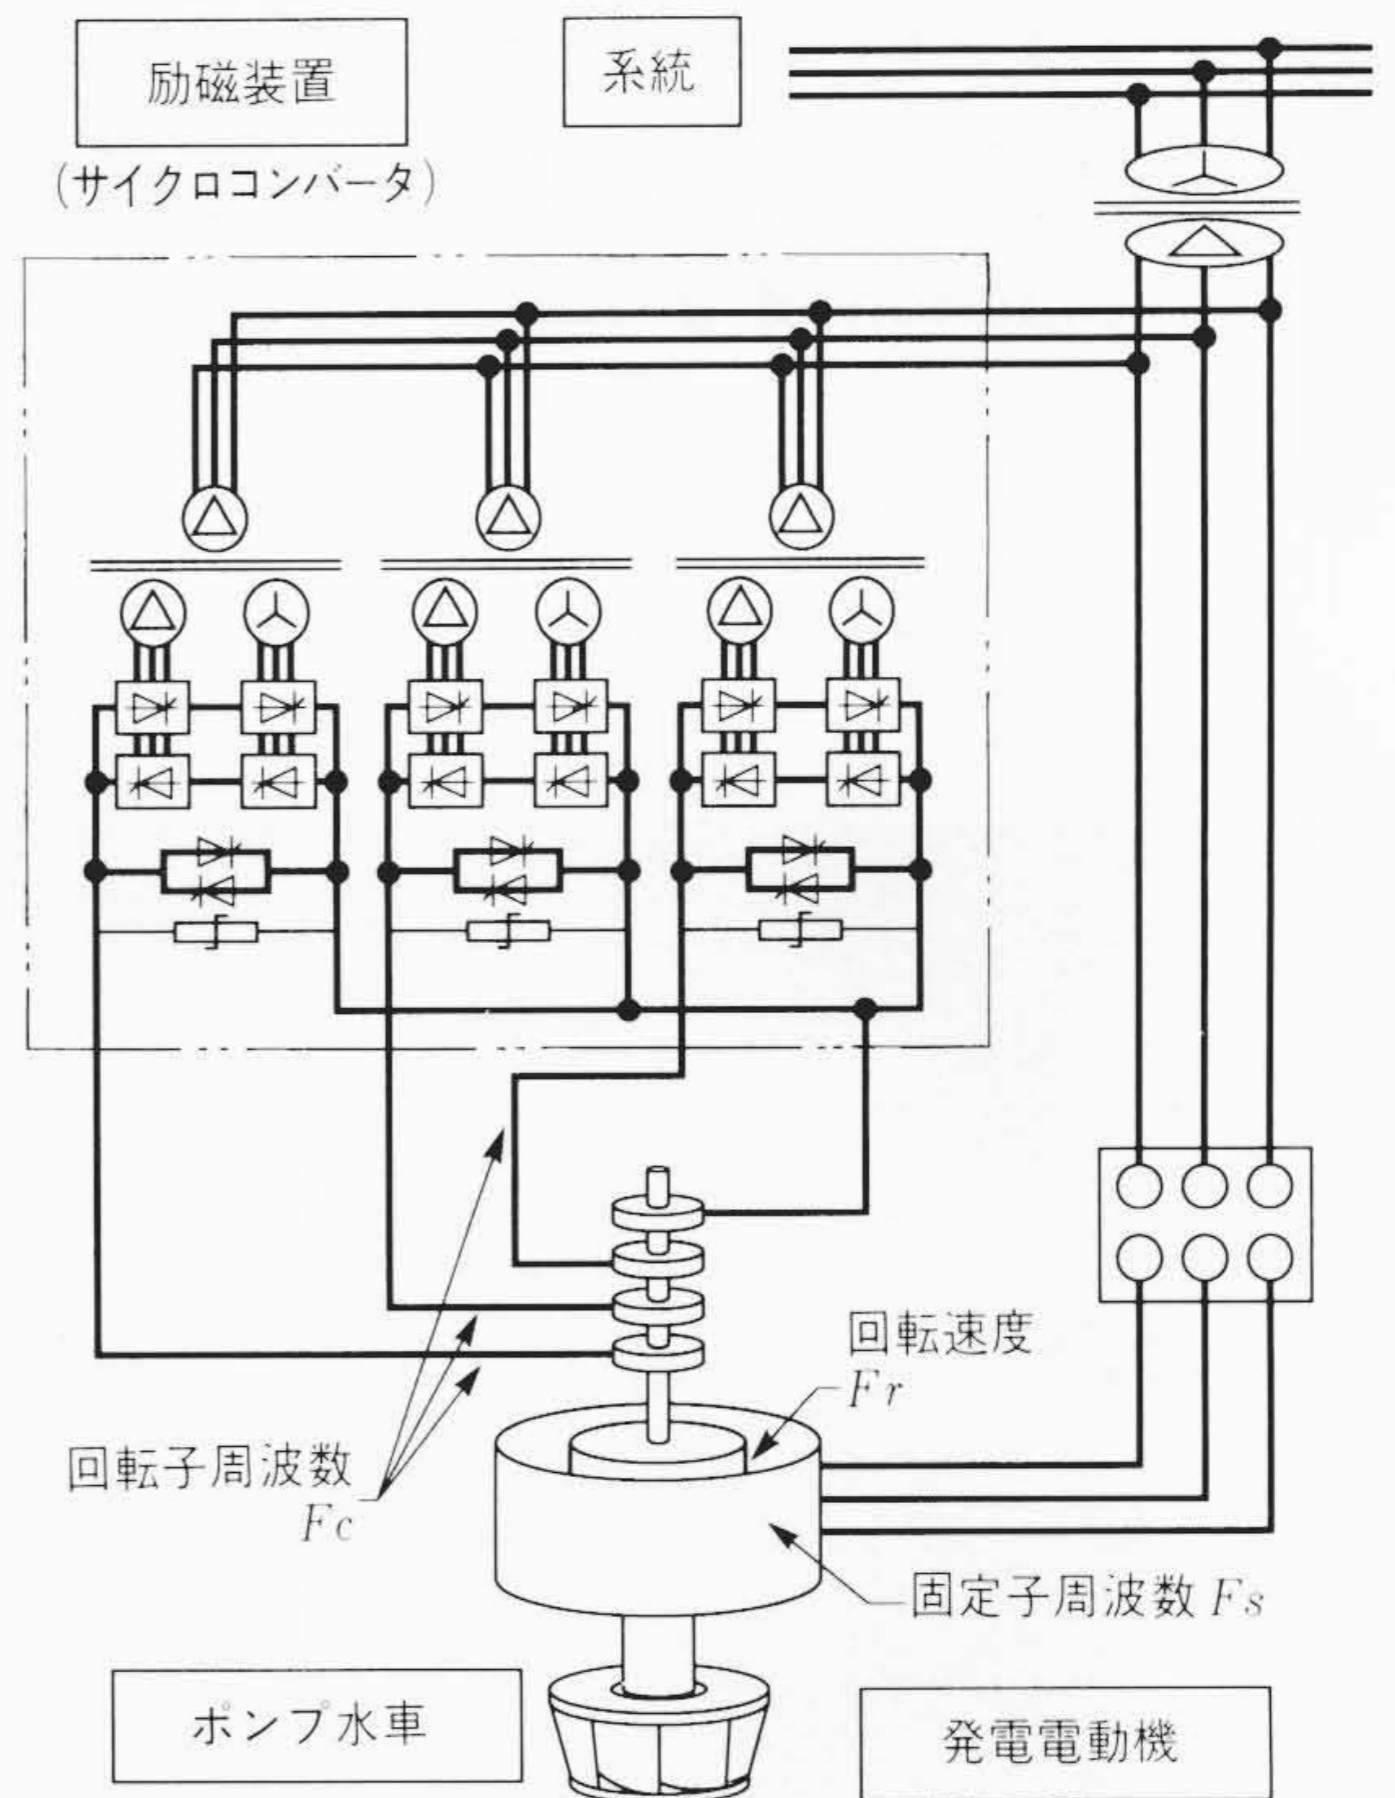 励磁装置
(サイクロコンバータ)
系統
回転速度
Fr
回転子周波数
Fc
固定子周波数 Fs
ポンプ水車
発電電動機